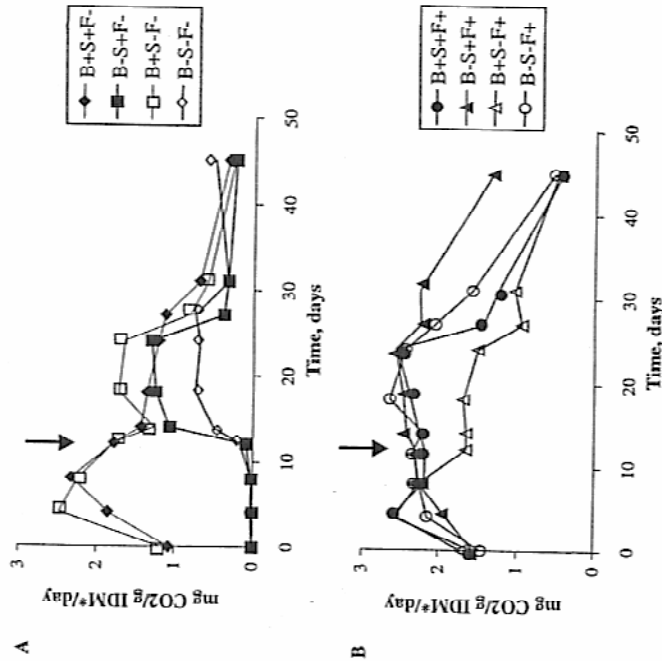 A
mg CO2/g IDM*/day
3
2
1
0
0
10
20
30
40
50
Time, days
B+S+F-
B-S+F-
B+S-F-
B-S-F-
B
mg CO2/g IDM*/day
3
2
1
0
0
10
20
30
40
50
Time, days
B+S+F+
B-S+F+
B+S-F+
B-S-F+